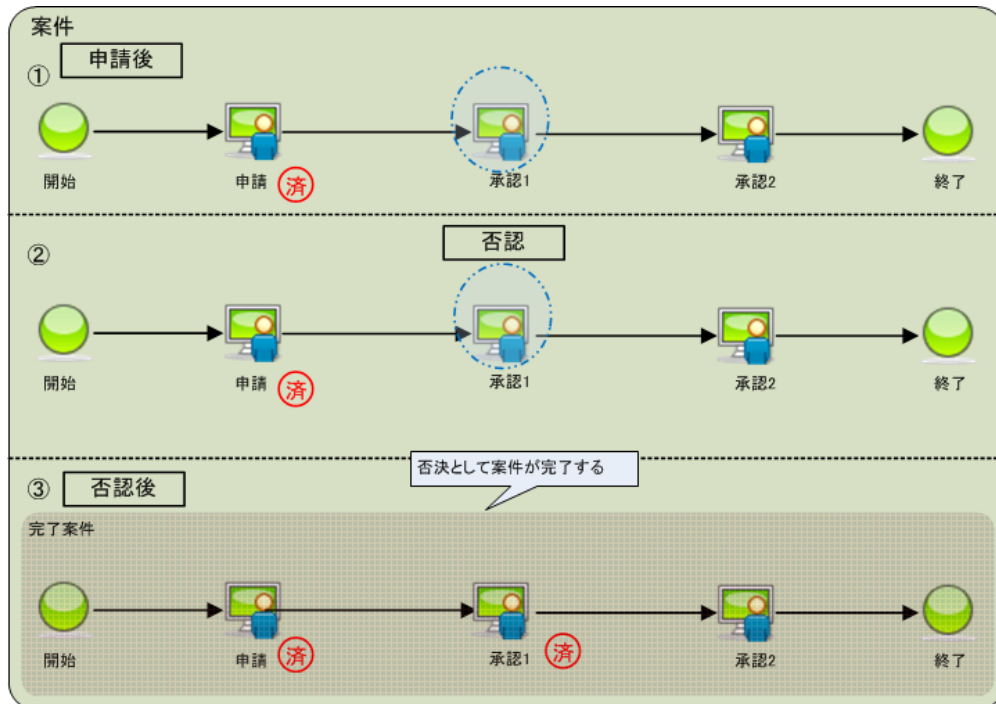 案件
① 申請後
開始 申請 済 承認1 承認2 終了
② 否認
開始 申請 済 承認1 承認2 終了
否決として案件が完了する
③ 否認後
完了案件
開始 申請 済 承認1 済 承認2 終了